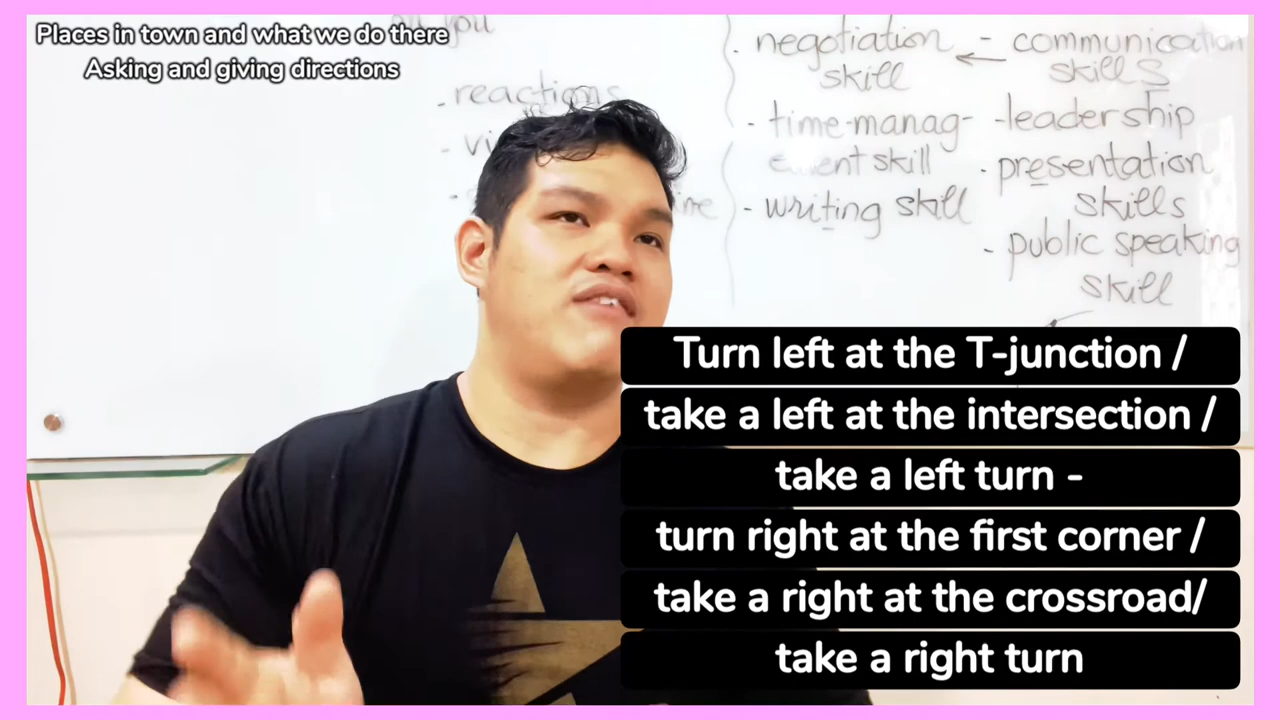 Places in town and what we do there
Asking and giving directions
you
. reactions
. negotiation
skill
- communication
skills
- time-manag-
ement skill
- writing skill
- leadership
. presentation
skills
- public speaking
skill
Turn left at the T-junction /
take a left at the intersection /
take a left turn -
turn right at the first corner /
take a right at the crossroad/
take a right turn